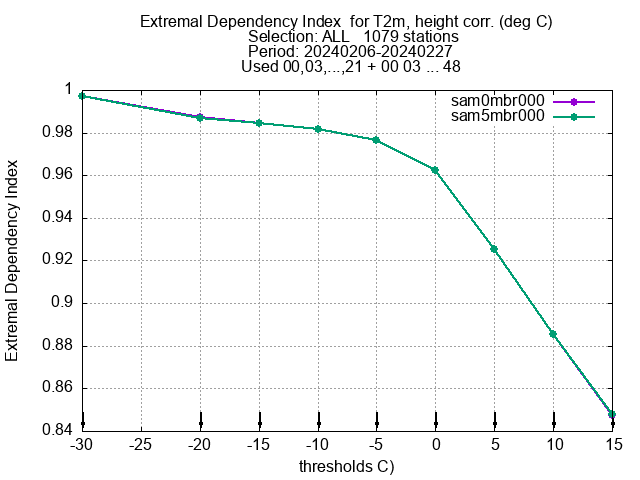 Extremal Dependency Index  for T2m, height corr. (deg C)
Selection: ALL   1079 stations
Period: 20240206-20240227
Used 00,03,...,21 + 00 03 ... 48
sam0mbr000
sam5mbr000
Extremal Dependency Index
1
0.98
0.96
0.94
0.92
0.9
0.88
0.86
0.84
-30 -25 -20 -15 -10 -5 0 5 10 15
thresholds C)